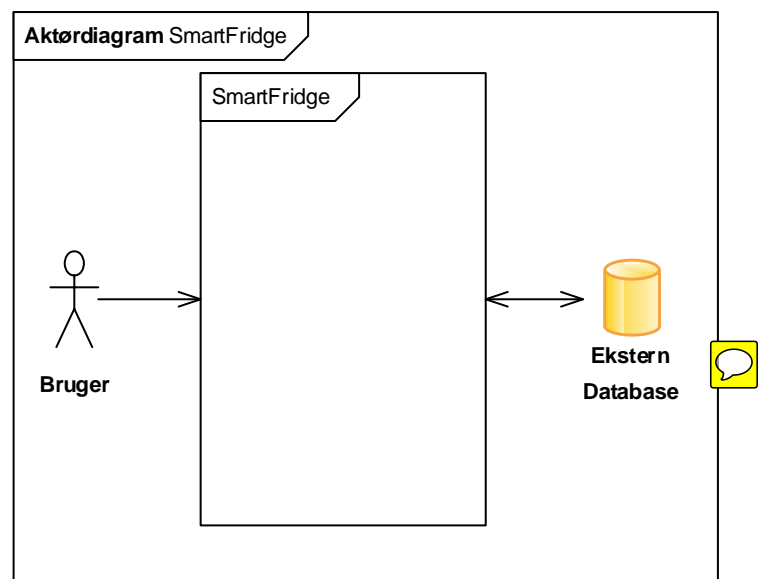 Aktørdiagram SmartFridge
SmartFridge
Bruger
Ekstern
Database